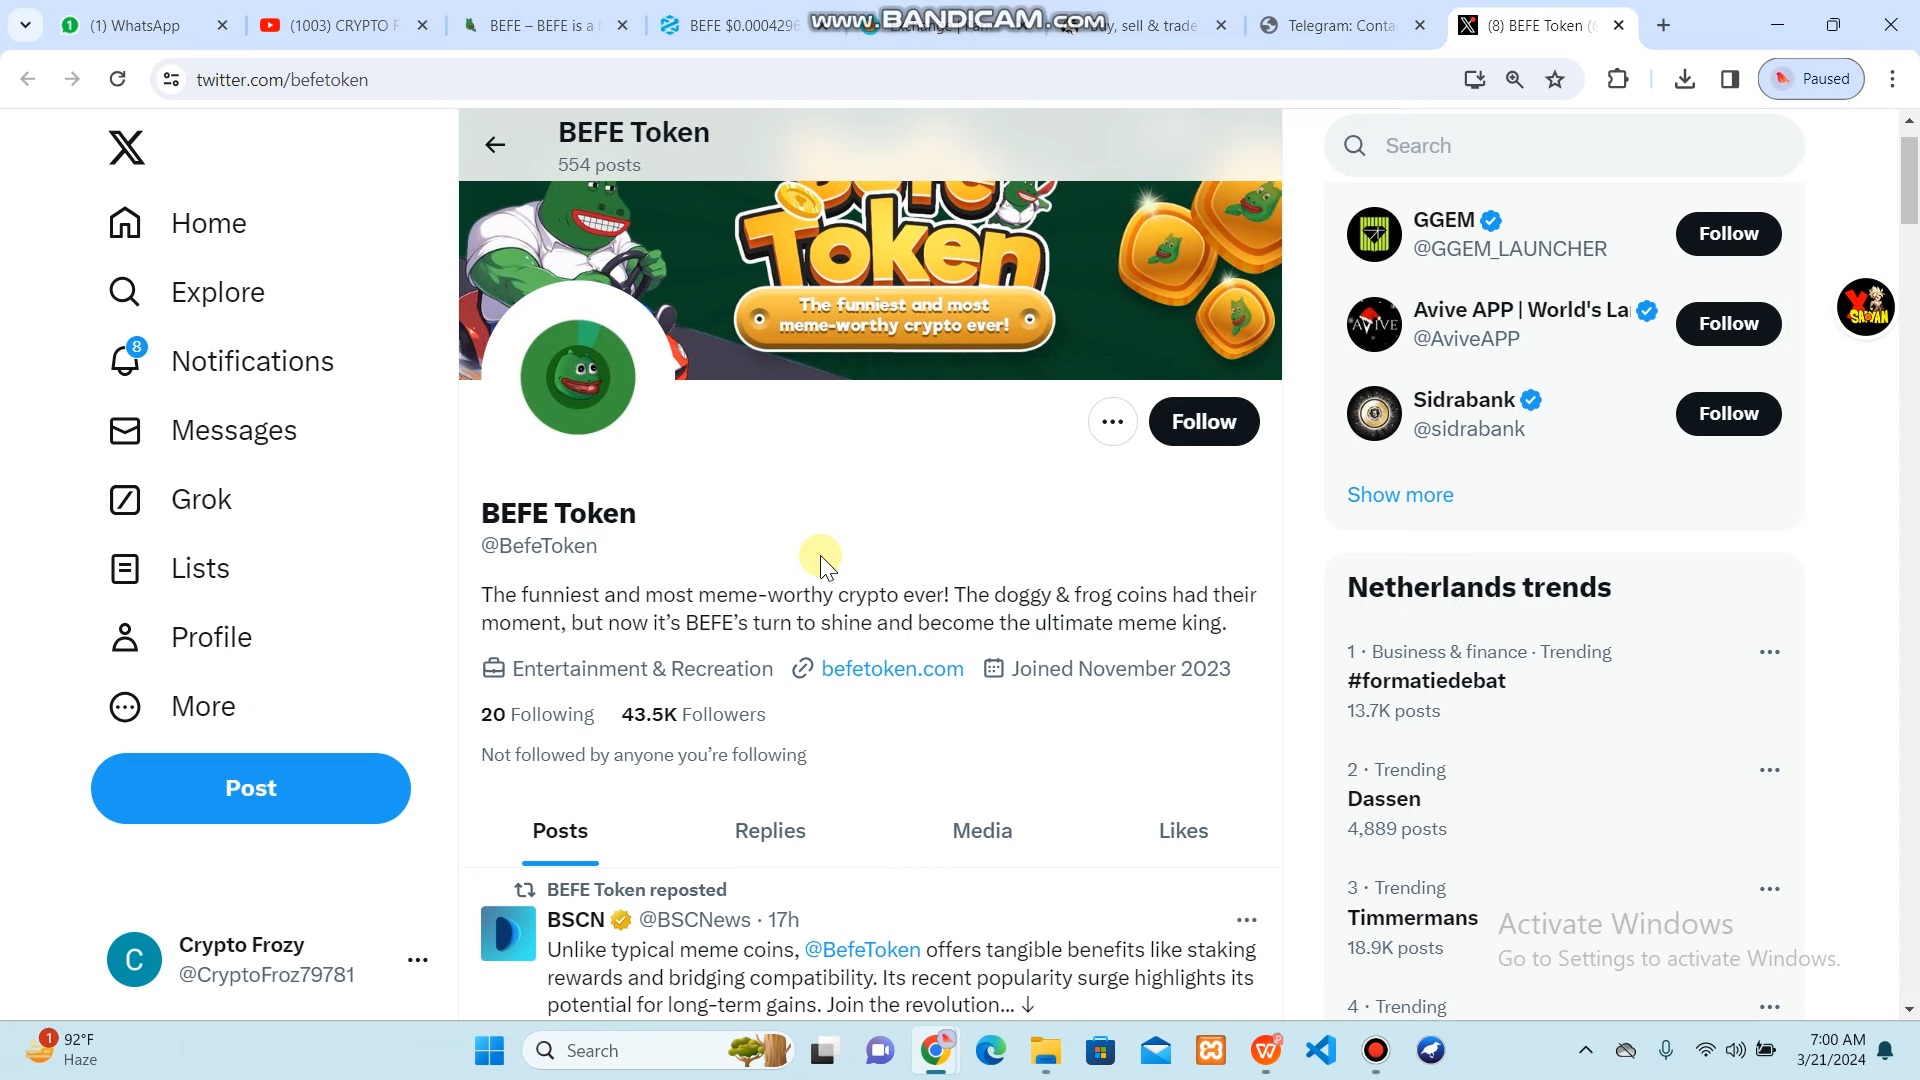 (1) WhatsApp
(1003) CRYPTO F
BEFE – BEFE is a
BEFE $0.0004296
www.BANDICAM.com
Exchange | Panc
Buy, sell & trade
Telegram: Conta
(8) BEFE Token (@
twitter.com/befetoken
Paused
Home
Explore
8
Notifications
Messages
Grok
Lists
Profile
More
Post
Crypto Frozy
@CryptoFroz79781
BEFE Token
554 posts
Befe
Token
The funniest and most
meme-worthy crypto ever!
Follow
BEFE Token
@BefeToken
The funniest and most meme-worthy crypto ever! The doggy & frog coins had their
moment, but now it's BEFE's turn to shine and become the ultimate meme king.
Entertainment & Recreation befetoken.com Joined November 2023
20 Following 43.5K Followers
Not followed by anyone you're following
Posts Replies Media Likes
BEFE Token reposted
BSCN @BSCNews · 17h
Unlike typical meme coins, @BefeToken offers tangible benefits like staking
rewards and bridging compatibility. Its recent popularity surge highlights its
potential for long-term gains. Join the revolution... ↓
Search
GGEM
@GGEM_LAUNCHER
Follow
AVIVE
Avive APP | World's La
@AviveAPP
Follow
Sidrabank
@sidrabank
Follow
Show more
Netherlands trends
1 · Business & finance · Trending
#formatiedebat
13.7K posts
2 · Trending
Dassen
4,889 posts
3 · Trending
Timmermans
18.9K posts
4 · Trending
Activate Windows
Go to Settings to activate Windows.
1
92°F
Haze
Search
7:00 AM
3/21/2024